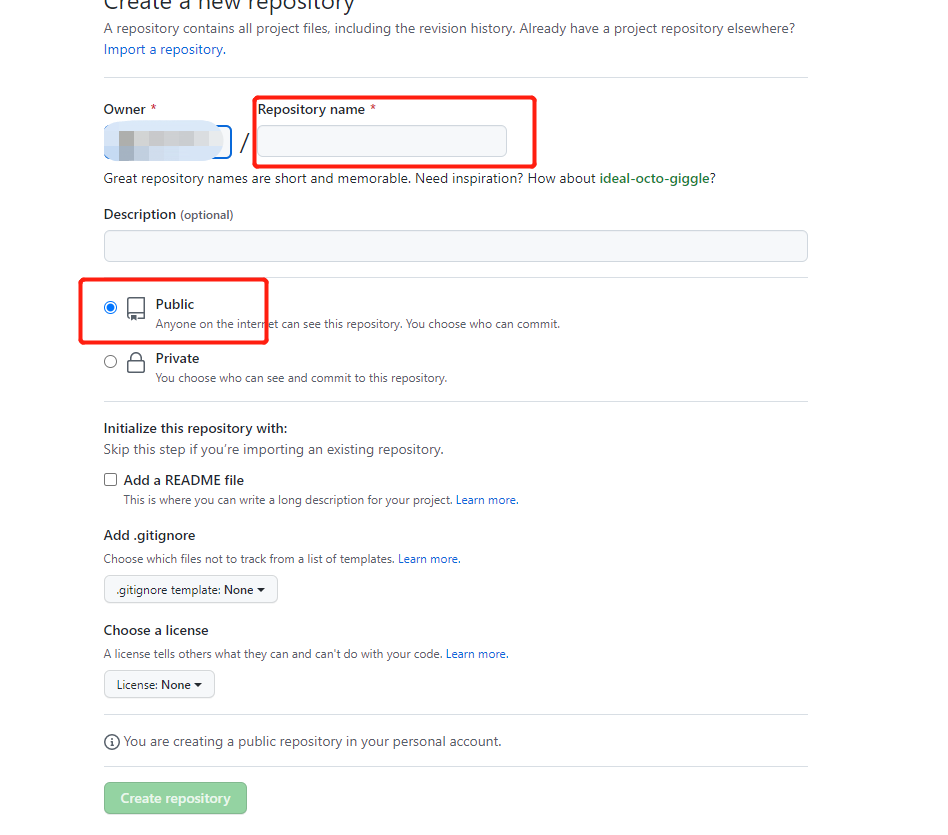 Create a new repository
A repository contains all project files, including the revision history. Already have a project repository elsewhere?
Import a repository.
Owner *
Repository name *
/
Great repository names are short and memorable. Need inspiration? How about ideal-octo-giggle?
Description (optional)
Public
Anyone on the internet can see this repository. You choose who can commit.
Private
You choose who can see and commit to this repository.
Initialize this repository with:
Skip this step if you’re importing an existing repository.
Add a README file
This is where you can write a long description for your project. Learn more.
Add .gitignore
Choose which files not to track from a list of templates. Learn more.
.gitignore template: None
Choose a license
A license tells others what they can and can't do with your code. Learn more.
License: None
You are creating a public repository in your personal account.
Create repository